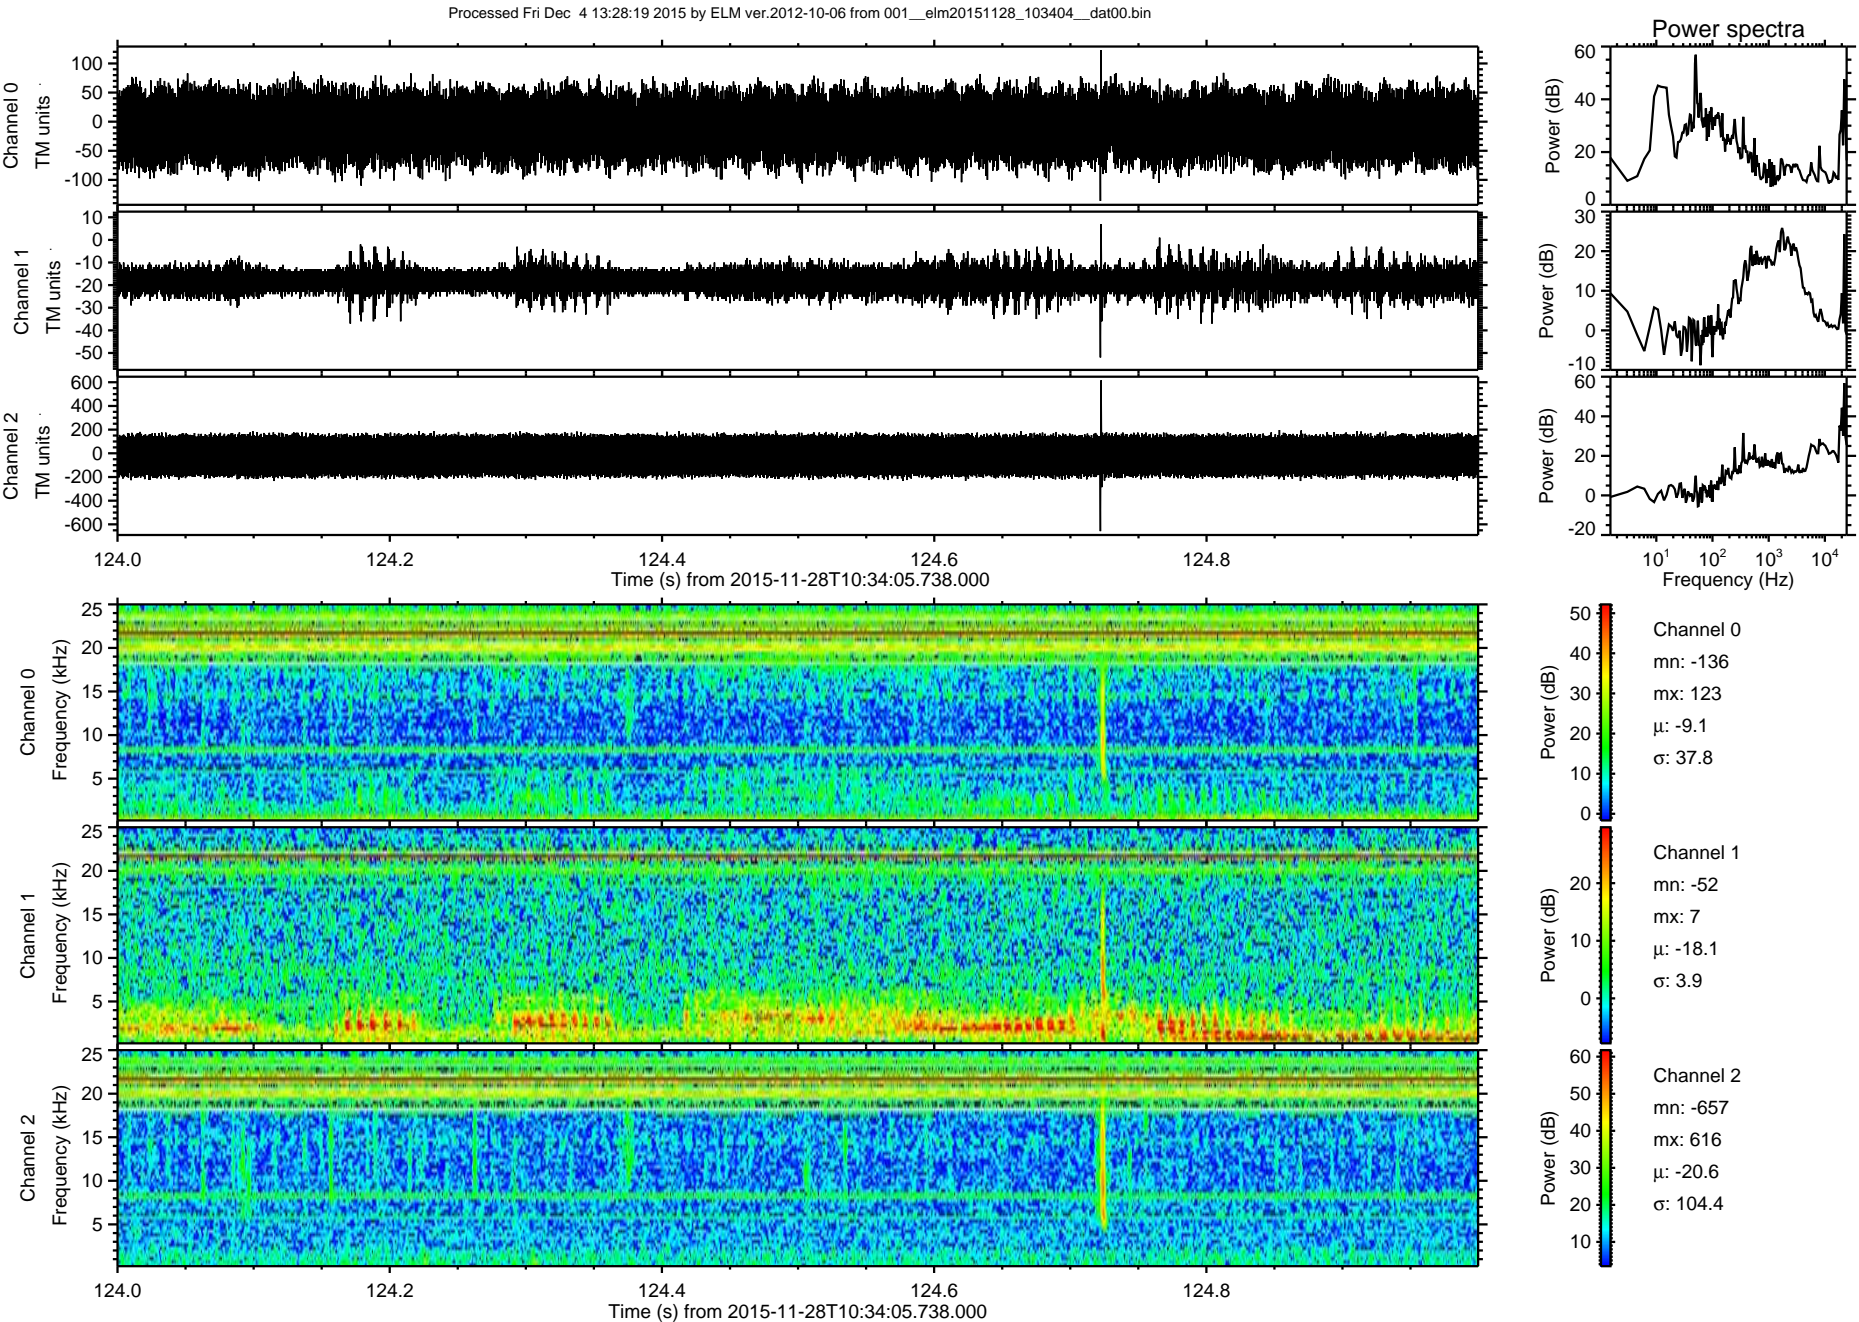 Processed Fri Dec  4 13:28:19 2015 by ELM ver.2012-10-06 from 001__elm20151128_103404__dat00.bin
Power spectra
Channel 0
TM units
100
50
0
-50
-100
Power (dB)
60
40
20
0
Channel 1
TM units
10
0
-10
-20
-30
-40
-50
Power (dB)
30
20
10
0
-10
Channel 2
TM units
600
400
200
0
-200
-400
-600
Power (dB)
60
40
20
0
-20
124.0 124.2 124.4 124.6 124.8
Time (s) from 2015-11-28T10:34:05.738.000
10¹ 10² 10³ 10⁴
Frequency (Hz)
Channel 0
Frequency (kHz)
25
20
15
10
5
Power (dB)
50
40
30
20
10
0
Channel 0
mn: -136
mx: 123
μ: -9.1
σ: 37.8
Channel 1
Frequency (kHz)
25
20
15
10
5
Power (dB)
20
10
0
Channel 1
mn: -52
mx: 7
μ: -18.1
σ: 3.9
Channel 2
Frequency (kHz)
25
20
15
10
5
Power (dB)
60
50
40
30
20
10
Channel 2
mn: -657
mx: 616
μ: -20.6
σ: 104.4
124.0 124.2 124.4 124.6 124.8
Time (s) from 2015-11-28T10:34:05.738.000